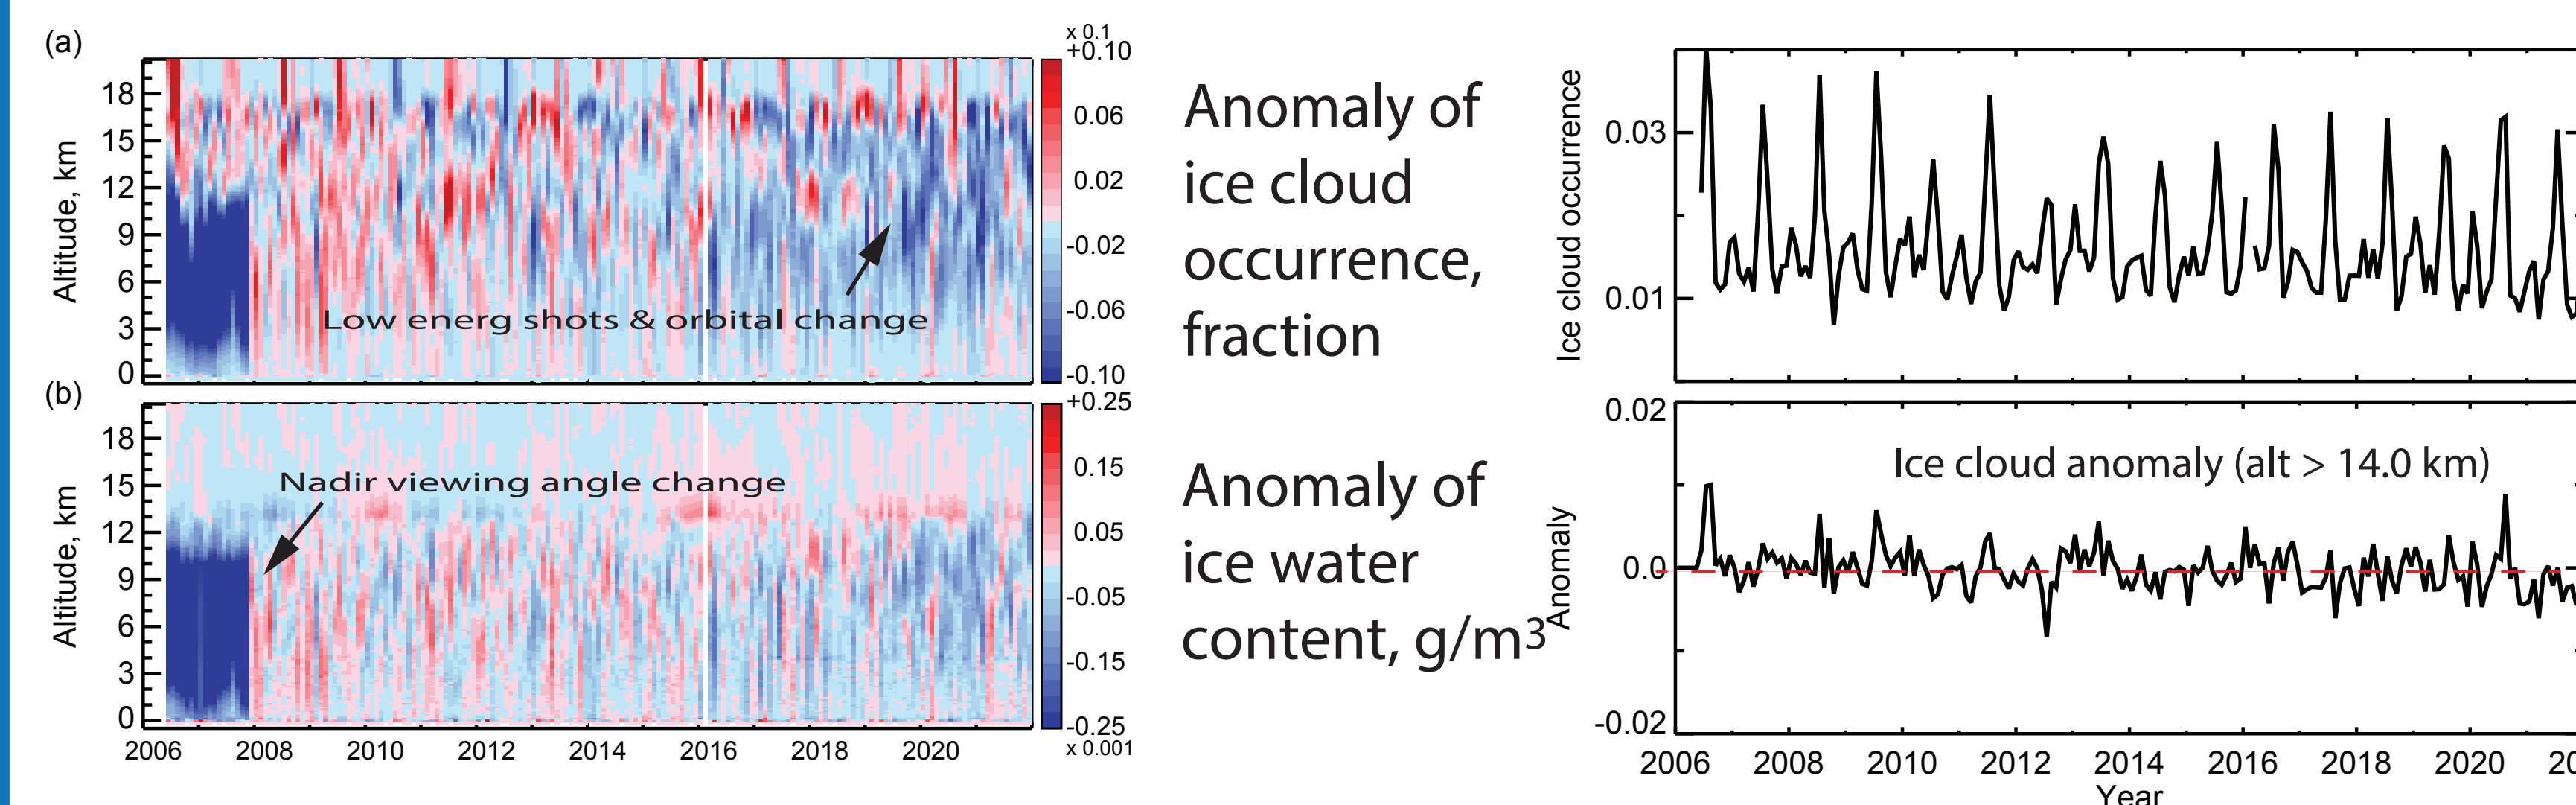 (a)
x 0.1
+0.10
0.06
0.02
-0.02
-0.06
-0.10
18
15
12
9
6
3
0
Altitude, km
Low energ shots & orbital change
(b)
+0.25
0.15
0.05
-0.05
-0.15
-0.25
x 0.001
18
15
12
9
6
3
0
Altitude, km
Nadir viewing angle change
2006 2008 2010 2012 2014 2016 2018 2020
Anomaly of
ice cloud
occurrence,
fraction
Anomaly of
ice water
content, g/m3
Ice cloud occurrence
0.03
0.01
Anomaly
0.02
0.0
-0.02
Ice cloud anomaly (alt > 14.0 km)
2006 2008 2010 2012 2014 2016 2018 2020
Year